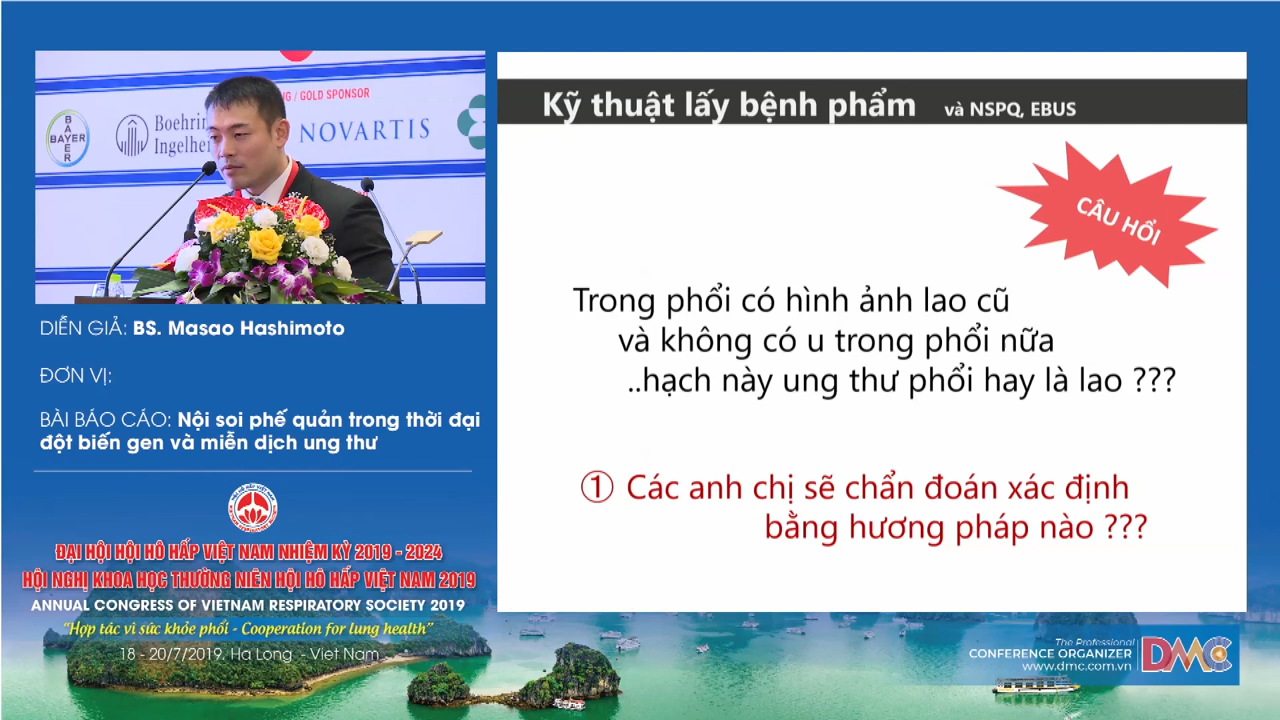 NG / GOLD SPONSOR
BAYER
BAYER
Boehrin
Ingelhe
NOVARTIS
DIỄN GIẢ: BS. Masao Hashimoto
ĐƠN VỊ:
BÀI BÁO CÁO: Nội soi phế quản trong thời đại
đột biến gen và miễn dịch ung thư
ĐẠI HỘI HỘI HÔ HẤP VIỆT NAM NHIỆM KỲ 2019 - 2024
HỘI NGHỊ KHOA HỌC THƯỜNG NIÊN HỘI HÔ HẤP VIỆT NAM 2019
ANNUAL CONGRESS OF VIETNAM RESPIRATORY SOCIETY 2019
“Hợp tác vì sức khỏe phổi - Cooperation for lung health”
18 - 20/7/2019. Ha Long - Viet Nam
Kỹ thuật lấy bệnh phẩm và NSPQ, EBUS
CÂU HỔI
Trong phổi có hình ảnh lao cũ
và không có u trong phổi nữa
..hạch này ung thư phổi hay là lao ???
① Các anh chị sẽ chẩn đoán xác định
bằng hương pháp nào ???
The Professional
CONFERENCE ORGANIZER
www.dmc.com.vn
DMC